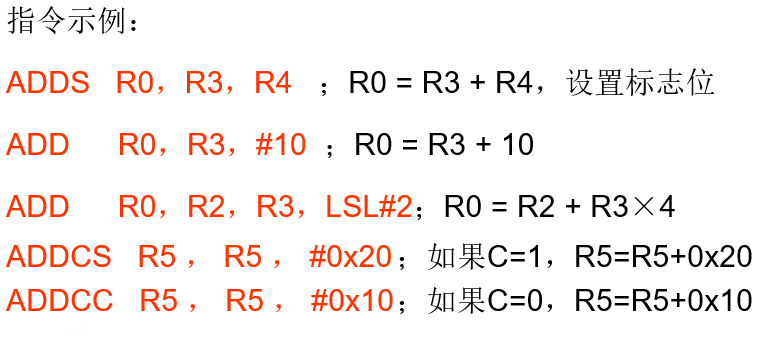 指令示例：
ADDS R0，R3，R4 ；R0 = R3 + R4，设置标志位
ADD R0，R3，#10 ；R0 = R3 + 10
ADD R0，R2，R3，LSL#2；R0 = R2 + R3×4
ADDCS R5 ， R5 ， #0x20；如果C=1，R5=R5+0x20
ADDCC R5 ， R5 ， #0x10；如果C=0，R5=R5+0x10